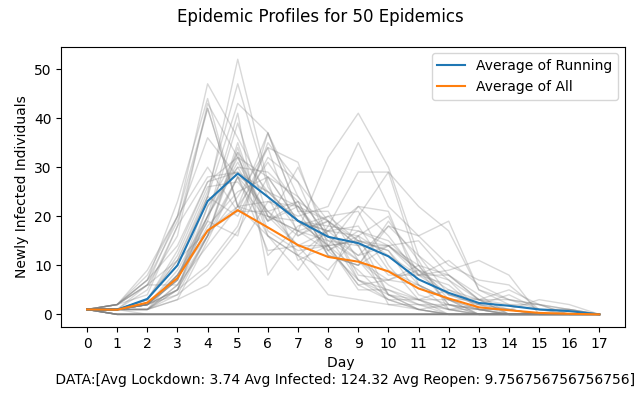 Epidemic Profiles for 50 Epidemics
Newly Infected Individuals
50
40
30
20
10
0
Average of Running
Average of All
0 1 2 3 4 5 6 7 8 9 10 11 12 13 14 15 16 17
Day
DATA:[Avg Lockdown: 3.74 Avg Infected: 124.32 Avg Reopen: 9.756756756756756]